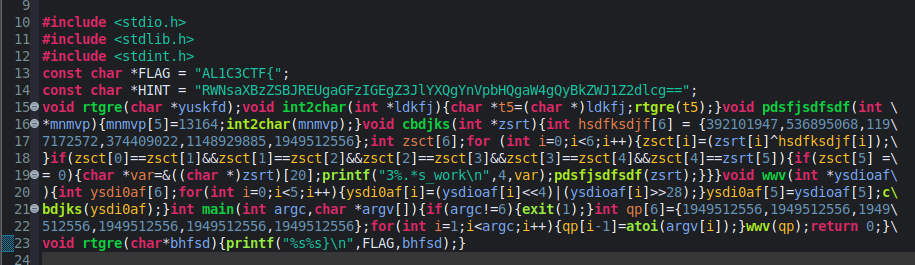 9
10 #include <stdio.h>
11 #include <stdlib.h>
12 #include <stdint.h>
13 const char *FLAG = "AL1C3CTF{";
14 const char *HINT = "RWNsaXBzZSBJREUgaGFzIGEgZ3JlYXQgYnVpbHQgaW4gQyBkZWJ1Z2dlcg==";
15 void rtgre(char *yuskfd);void int2char(int *ldkfj){char *t5=(char *)ldkfj;rtgre(t5);}void pdsfjsdfsdf(int \
16 *mnmvp){mnmvp[5]=13164;int2char(mnmvp);}void cbdjks(int *zsrt){int hsdfksdjf[6] = {392101947,536895068,119\
17 7172572,374409022,1148929885,1949512556};int zsct[6];for (int i=0;i<6;i++){zsct[i]=(zsrt[i]^hsdfksdjf[i]);\
18 }if(zsct[0]==zsct[1]&&zsct[1]==zsct[2]&&zsct[2]==zsct[3]&&zsct[3]==zsct[4]&&zsct[4]==zsrt[5]){if(zsct[5] =\
19 = 0){char *var=&((char *)zsrt)[20];printf("3%.*s_work\n",4,var);pdsfjsdfsdf(zsrt);}}}void wwv(int *ysdioaf\
20 ){int ysdi0af[6];for(int i=0;i<5;i++){ysdi0af[i]=(ysdioaf[i]<<4)|(ysdioaf[i]>>28);}ysdi0af[5]=ysdioaf[5];c\
21 bdjks(ysdi0af);}int main(int argc,char *argv[]){if(argc!=6){exit(1);}int qp[6]={1949512556,1949512556,1949\
22 512556,1949512556,1949512556,1949512556};for(int i=1;i<argc;i++){qp[i-1]=atoi(argv[i]);}wwv(qp);return 0;}\
23 void rtgre(char*bhfsd){printf("%s%s}\n",FLAG,bhfsd);}
24